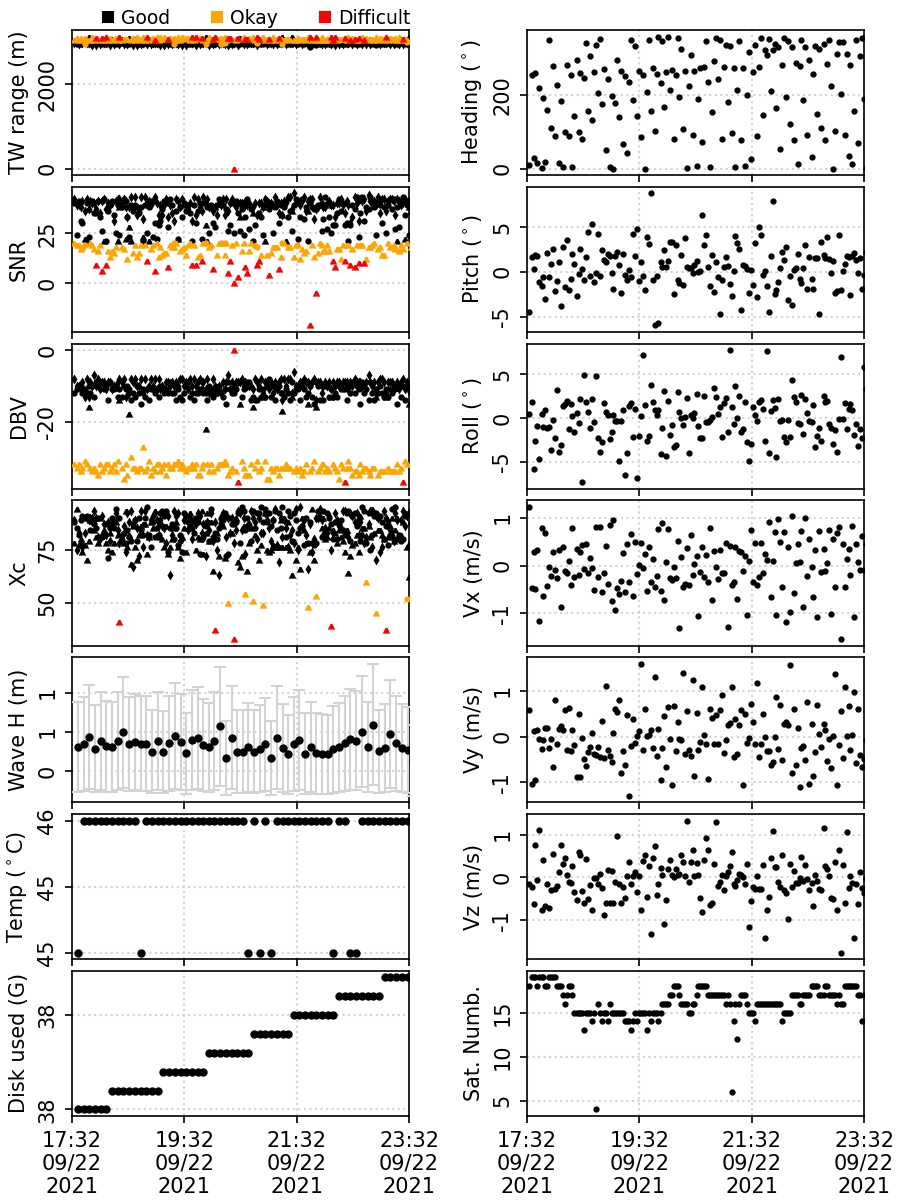 Good Okay Difficult
TW range (m)
2000
0
SNR
25
0
DBV
0
-20
Xc
75
50
Wave H (m)
1
1
0
Temp (°C)
46
45
45
Disk used (G)
38
38
17:32 19:32 21:32 23:32
09/22 09/22 09/22 09/22
2021 2021 2021 2021
Heading (°)
200
0
Pitch (°)
5
0
-5
Roll (°)
5
0
-5
Vx (m/s)
1
0
-1
Vy (m/s)
1
0
-1
Vz (m/s)
1
0
-1
Sat. Numb.
15
10
5
17:32 19:32 21:32 23:32
09/22 09/22 09/22 09/22
2021 2021 2021 2021